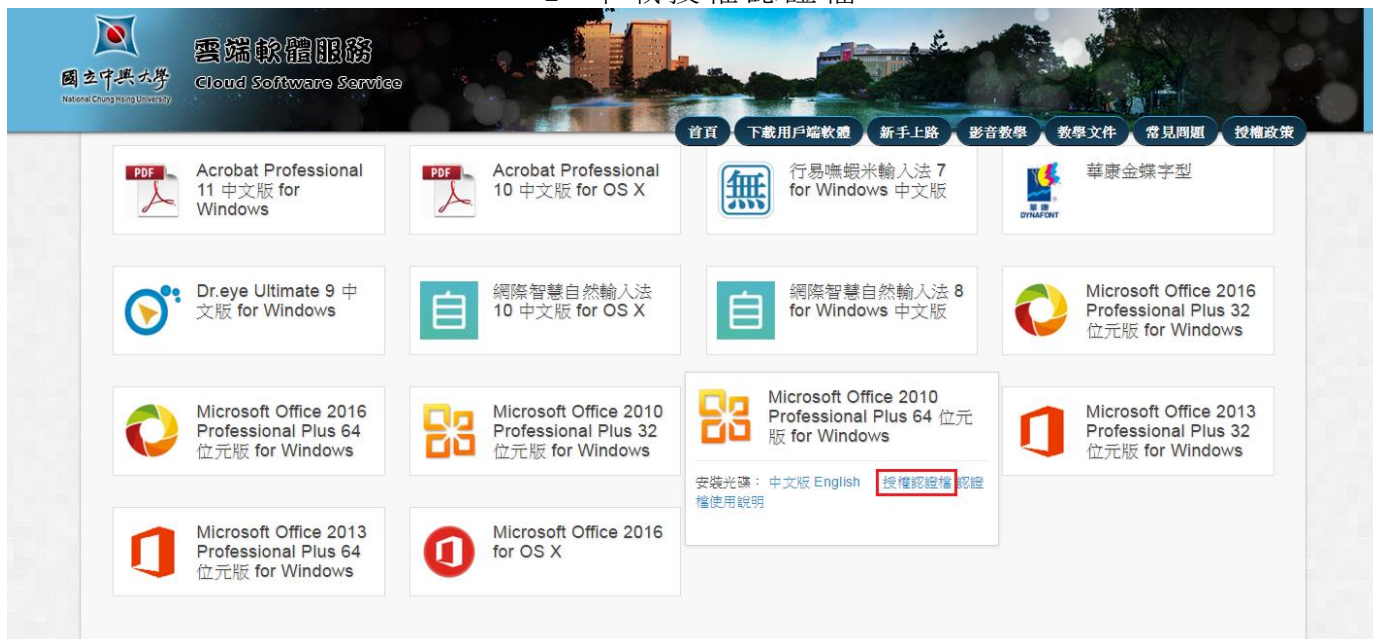 國立中興大學
National Chung Hsing University
雲端軟體服務
Cloud Software Service
首頁
下載用戶端軟體
新手上路
影音教學
教學文件
常見問題
授權政策
PDF
Acrobat Professional
11 中文版 for
Windows
PDF
Acrobat Professional
10 中文版 for OS X
無
行易嘸蝦米輸入法 7
for Windows 中文版
華康
DYNAFONT
華康金蝶字型
Dr.eye Ultimate 9 中
文版 for Windows
自
網際智慧自然輸入法
10 中文版 for OS X
自
網際智慧自然輸入法 8
for Windows 中文版
Microsoft Office 2016
Professional Plus 32
位元版 for Windows
Microsoft Office 2016
Professional Plus 64
位元版 for Windows
Microsoft Office 2010
Professional Plus 32
位元版 for Windows
Microsoft Office 2010
Professional Plus 64 位元
版 for Windows
安裝光碟： 中文版 English 授權認證檔 認證
檔使用說明
Microsoft Office 2013
Professional Plus 32
位元版 for Windows
Microsoft Office 2013
Professional Plus 64
位元版 for Windows
Microsoft Office 2016
for OS X